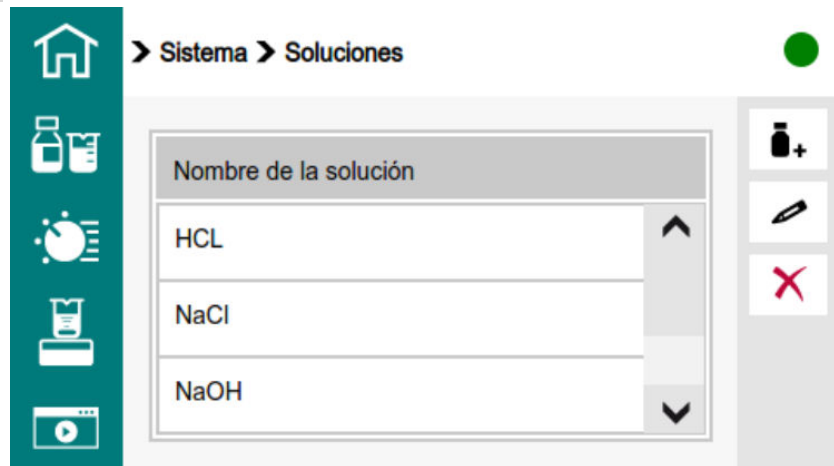 Sistema Soluciones
Nombre de la solución
HCL
NaCl
NaOH